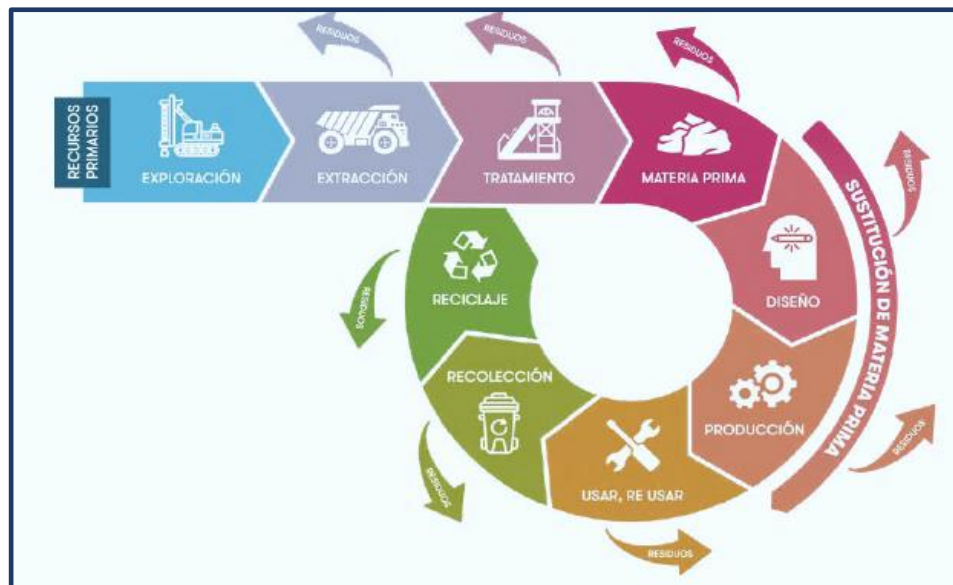 RESIDUOS
RESIDUOS
RESIDUOS
RECURSOS
PRIMARIOS
EXPLORACIÓN
EXTRACCIÓN
TRATAMIENTO
MATERIA PRIMA
RESIDUOS
SUSTITUCIÓN DE MATERIA PRIMA
DISEÑO
RECICLAJE
RESIDUOS
RECOLECCIÓN
PRODUCCIÓN
RESIDUOS
USAR, RE USAR
RESIDUOS
RESIDUOS